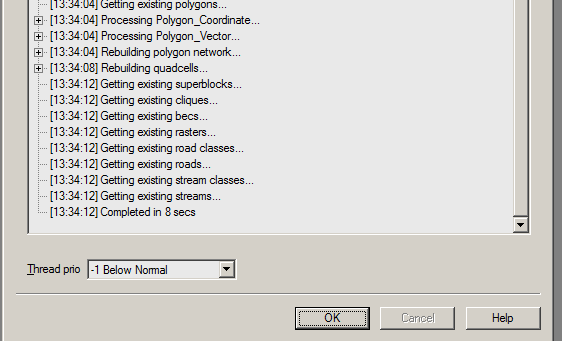 [13:34:04] Getting existing polygons...
[13:34:04] Processing Polygon_Coordinate...
[13:34:04] Processing Polygon_Vector...
[13:34:04] Rebuilding polygon network...
[13:34:08] Rebuilding quadcells...
[13:34:12] Getting existing superblocks...
[13:34:12] Getting existing cliques...
[13:34:12] Getting existing becs...
[13:34:12] Getting existing rasters...
[13:34:12] Getting existing road classes...
[13:34:12] Getting existing roads...
[13:34:12] Getting existing stream classes...
[13:34:12] Getting existing streams...
[13:34:12] Completed in 8 secs
Thread prio -1 Below Normal
OK Cancel Help